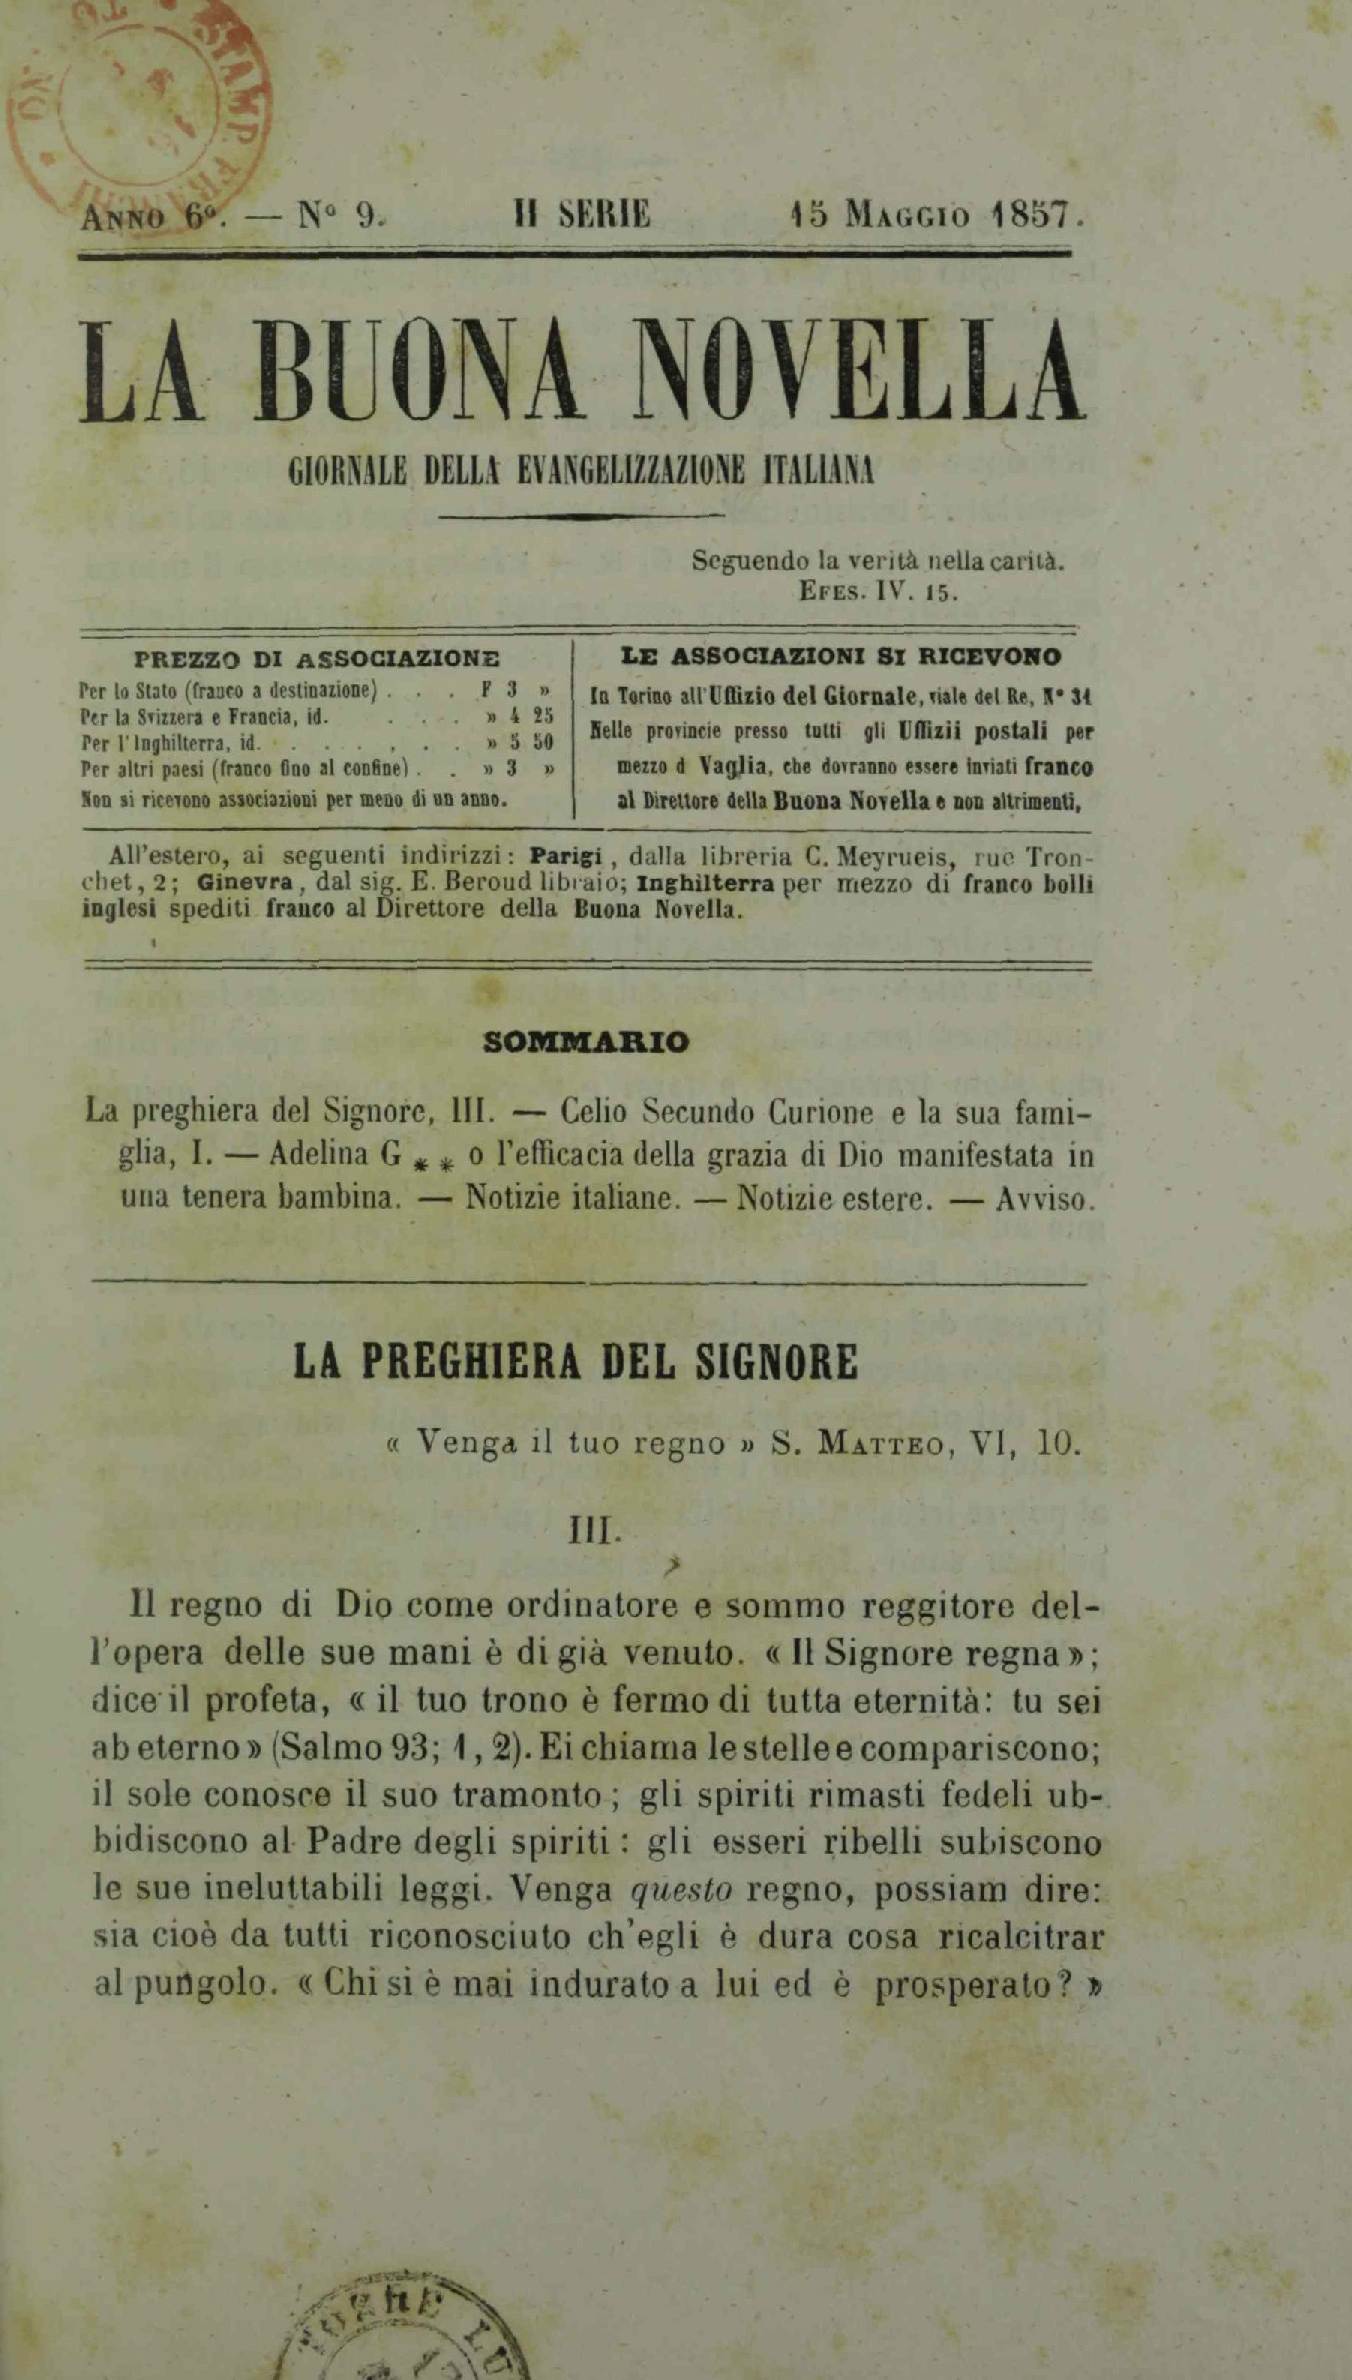 STAMP. FRANCHI
ANNO 6º. — Nº 9. II SERIE 15 MAGGIO 1857.
LA BUONA NOVELLA
GIORNALE DELLA EVANGELIZZAZIONE ITALIANA
Seguendo la verità nella carità.
EFES. IV. 15.
PREZZO DI ASSOCIAZIONE
Per lo Stato (franco a destinazione) . . . F 3 »
Per la Svizzera e Francia, id. . . . . » 4 25
Per l'Inghilterra, id. . . . . . . . » 5 50
Per altri paesi (franco fino al confine) . . » 3 »
Non si ricevono associazioni per meno di un anno.
LE ASSOCIAZIONI SI RICEVONO
In Torino all'Uffizio del Giornale, viale del Re, Nº 31
Nelle provincie presso tutti gli Uffizii postali per
mezzo d Vaglia, che dovranno essere inviati franco
al Direttore della Buona Novella e non altrimenti,
All'estero, ai seguenti indirizzi: Parigi, dalla libreria C. Meyrueis, rue Tron-
chet, 2; Ginevra, dal sig. E. Beroud libraio; Inghilterra per mezzo di franco bolli
inglesi spediti franco al Direttore della Buona Novella.
SOMMARIO
La preghiera del Signore, III. — Celio Secundo Curione e la sua fami-
glia, I. — Adelina G ** o l'efficacia della grazia di Dio manifestata in
una tenera bambina. — Notizie italiane. — Notizie estere. — Avviso.
LA PREGHIERA DEL SIGNORE
« Venga il tuo regno » S. MATTEO, VI, 10.
III.
Il regno di Dio come ordinatore e sommo reggitore del-
l'opera delle sue mani è di già venuto. « Il Signore regna »;
dice il profeta, « il tuo trono è fermo di tutta eternità: tu sei
ab eterno » (Salmo 93; 1, 2). Ei chiama le stelle e compariscono;
il sole conosce il suo tramonto; gli spiriti rimasti fedeli ub-
bidiscono al Padre degli spiriti: gli esseri ribelli subiscono
le sue ineluttabili leggi. Venga questo regno, possiam dire:
sia cioè da tutti riconosciuto ch'egli è dura cosa ricalcitrar
al pungolo. « Chi si è mai indurato a lui ed è prosperato? »
TORRE LU